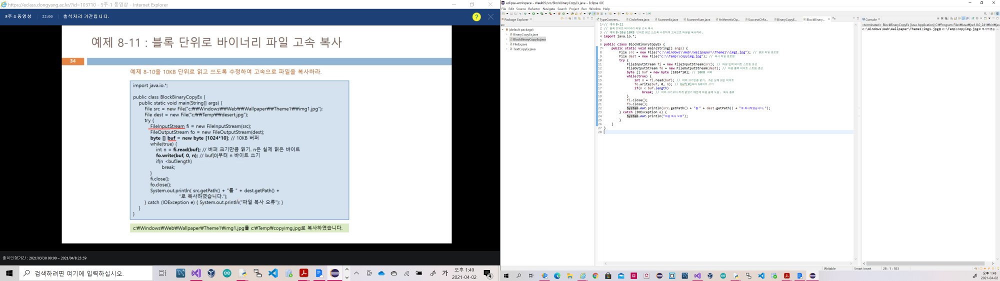 https://eclass.dongyang.ac.kr/?id=103710 - 5주-1 동영상 - Internet Explorer
5주-1 동영상 22:00 출석처리 기간입니다.
예제 8-11 : 블록 단위로 바이너리 파일 고속 복사
34
예제 8-10을 10KB 단위로 읽고 쓰도록 수정하여 고속으로 파일을 복사하라.
import java.io.*;
public class BlockBinaryCopyEx {
public static void main(String[] args) {
File src = new File("c:₩₩Windows₩₩Web₩₩Wallpaper₩₩Theme1₩₩img1.jpg");
File dest = new File("c:₩₩Temp₩₩desert.jpg");
try {
FileInputStream fi = new FileInputStream(src);
FileOutputStream fo = new FileOutputStream(dest);
byte [] buf = new byte [1024*10]; // 10KB 버퍼
while(true) {
int n = fi.read(buf); // 버퍼 크기만큼 읽기. n은 실제 읽은 바이트
fo.write(buf, 0, n); // buf[0]부터 n 바이트 쓰기
if(n <buf.length)
break;
}
fi.close();
fo.close();
System.out.println( src.getPath() + "를 " + dest.getPath() +
"로 복사하였습니다.");
} catch (IOException e) { System.out.println("파일 복사 오류"); }
}
}
c:₩Windows₩Web₩Wallpaper₩Theme1₩img1.jpg를 c:₩Temp₩copyimg.jpg로 복사하였습니다.
출석인정기간 : 2021/03/30 00:00 ~ 2021/04/8 23:59
검색하려면 여기에 입력하십시오.
가
오후 1:49
2021-04-02
4
eclipse-workspace - Week05/src/BlockBinaryCopyEx.java - Eclipse IDE
File Edit Source Refactor Navigate Search Project Run Window Help
Package Explorer
src
(default package)
BinaryCopyEx.java
BlockBinaryCopyEx.java
FileEx.java
TextCopyEx.java
TypeConvers... CircleArea.java ScannerEx.java ScannerSum.java ArithmeticOp... SuccessOrFa... BinaryCopyE... BlockBinary...
1 // 예제 8-11
2 // 블록 단위로 바이너리 파일 고속 복사
3 // 예제 8-10을 10KB 단위로 읽고 쓰도록 수정하여 고속으로 파일을 복사하라.
4 import java.io.*;
5
6 public class BlockBinaryCopyEx {
7 public static void main(String[] args) {
8 File src = new File("c:\\Windows\\Web\\Wallpaper\\Theme1\\img1.jpg"); // 원본 파일 경로명
9 File dest = new File("c:\\Temp\\copyimg.jpg"); // 복사 파일 경로명
10 try {
11 FileInputStream fi = new FileInputStream(src); // 파일 입력 바이트 스트림 생성
12 FileOutputStream fo = new FileOutputStream(dest); // 파일 출력 바이트 스트림 생성
13 byte [] buf = new byte [1024*10]; // 10KB 버퍼
14 while(true) {
15 int n = fi.read(buf); // 버퍼 크기만큼 읽기. n은 실제 읽은 바이트
16 fo.write(buf, 0, n); // buf[0]부터 n바이트 쓰기
17 if(n < buf.length)
18 break; // 버퍼 크기보다 작게 읽었기 때문에 파일 끝에 도달. 복사 종료
19 }
20 fi.close();
21 fo.close();
22 System.out.println(src.getPath() + "를 " + dest.getPath() + "로 복사하였습니다.");
23 } catch (IOException e) {
24 System.out.println("파일 복사 오류");
25 }
26 }
27 }
28
Console
<terminated> BlockBinaryCopyEx [Java Application] C:\Program Files\Java\jre1.8.0_241\bin\jav
c:\Windows\Web\Wallpaper\Theme1\img1.jpg를 c:\Temp\copyimg.jpg로 복사하였습
Writable Smart Insert 28 : 1 : 923
오후 1:49
2021-04-02